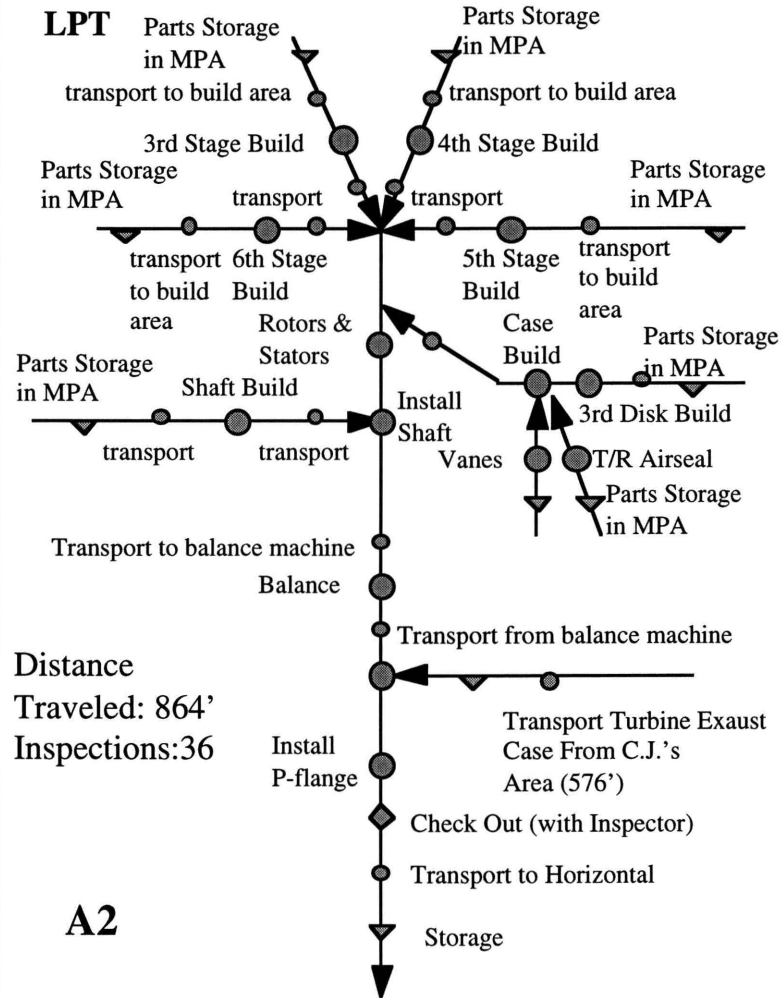 LPT
Parts Storage
in MPA
Parts Storage
in MPA
transport to build area
transport to build area
3rd Stage Build
4th Stage Build
Parts Storage
in MPA
transport
transport
Parts Storage
in MPA
transport
to build
area
6th Stage
Build
5th Stage
Build
transport
to build
area
Rotors &
Stators
Case
Build
Parts Storage
in MPA
Parts Storage
in MPA
Shaft Build
Install
Shaft
3rd Disk Build
transport
transport
Vanes
T/R Airseal
Parts Storage
in MPA
Transport to balance machine
Balance
Transport from balance machine
Distance
Traveled: 864’
Inspections:36
Transport Turbine Exaust
Case From C.J.'s
Area (576’)
Install
P-flange
Check Out (with Inspector)
Transport to Horizontal
A2
Storage